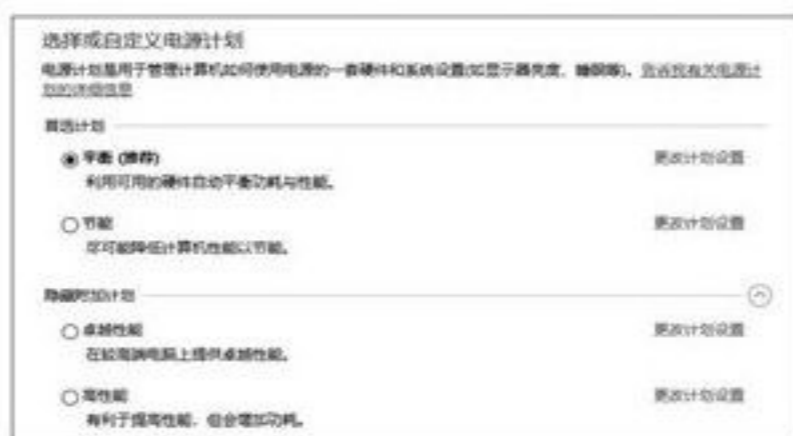 选择或自定义电源计划
电源计划是用于管理计算机如何使用电源的一套硬件和系统设置(如显示器亮度、睡眠等)。告诉我有关电源计
划的详细信息
首选计划
平衡 (推荐)
更改计划设置
利用可用的硬件自动平衡功耗与性能。
节能
更改计划设置
尽可能降低计算机性能以节能。
隐藏附加计划
卓越性能
更改计划设置
在较高端电脑上提供卓越性能。
高性能
更改计划设置
有利于提高性能，但会增加功耗。